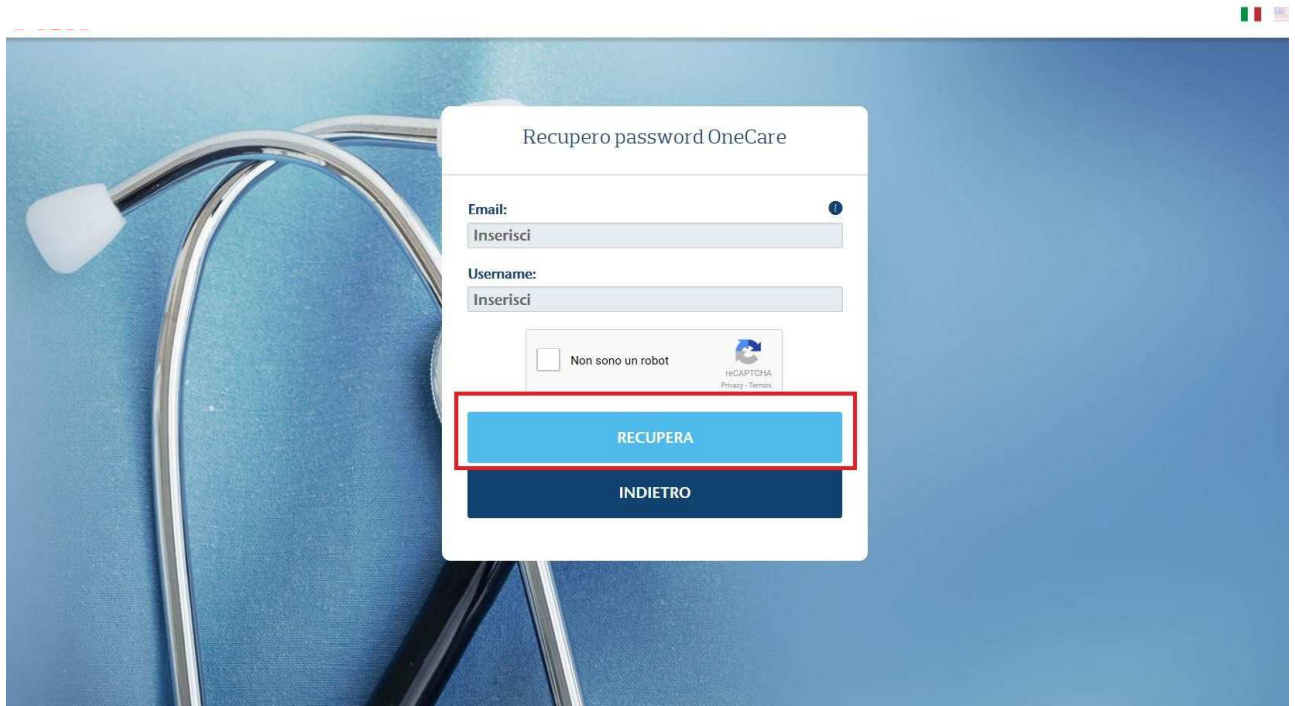 Recupero password OneCare
Email:
Inserisci
Username:
Inserisci
Non sono un robot
reCAPTCHA
Privacy - Termini
RECUPERA
INDIETRO